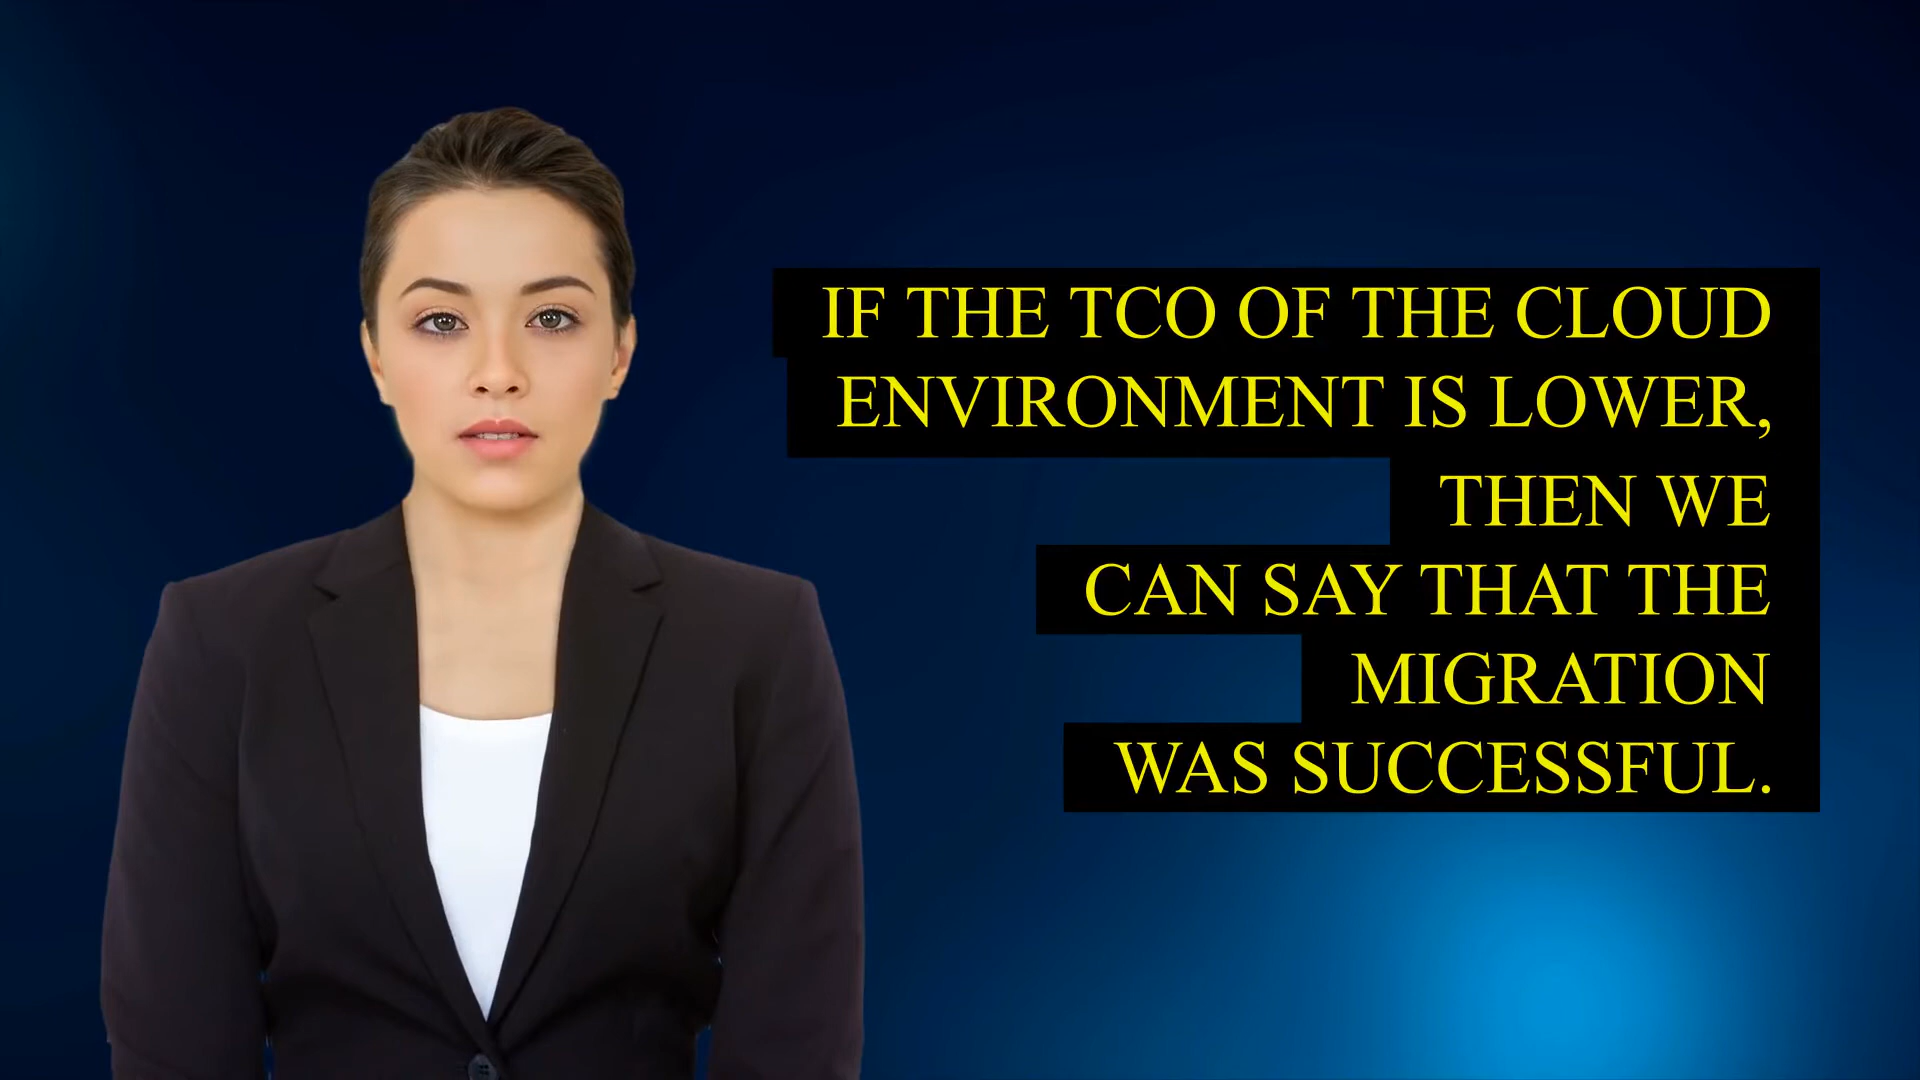 IF THE TCO OF THE CLOUD
ENVIRONMENT IS LOWER,
THEN WE
CAN SAY THAT THE
MIGRATION
WAS SUCCESSFUL.